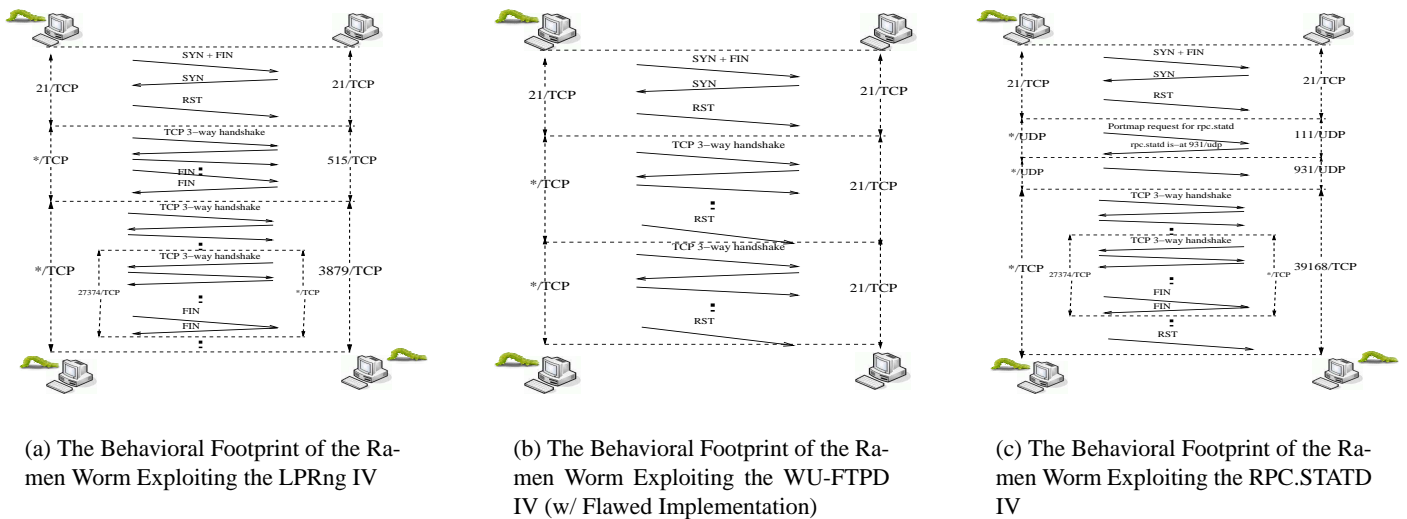 SYN + FIN
SYN
21/TCP
21/TCP
RST
TCP 3−way handshake
*/TCP
515/TCP
FIN
FIN
TCP 3−way handshake
TCP 3−way handshake
*/TCP
3879/TCP
27374/TCP
*/TCP
FIN
FIN
(a) The Behavioral Footprint of the Ra-
men Worm Exploiting the LPRng IV
SYN + FIN
SYN
21/TCP
21/TCP
RST
TCP 3−way handshake
*/TCP
21/TCP
RST
TCP 3−way handshake
*/TCP
21/TCP
RST
(b) The Behavioral Footprint of the Ra-
men Worm Exploiting the WU-FTPD
IV (w/ Flawed Implementation)
SYN + FIN
SYN
21/TCP
21/TCP
RST
Portmap request for rpc.statd
*/UDP
111/UDP
rpc.statd is−at 931/udp
*/UDP
931/UDP
TCP 3−way handshake
TCP 3−way handshake
*/TCP
39168/TCP
27374/TCP
*/TCP
FIN
FIN
RST
(c) The Behavioral Footprint of the Ra-
men Worm Exploiting the RPC.STATD
IV